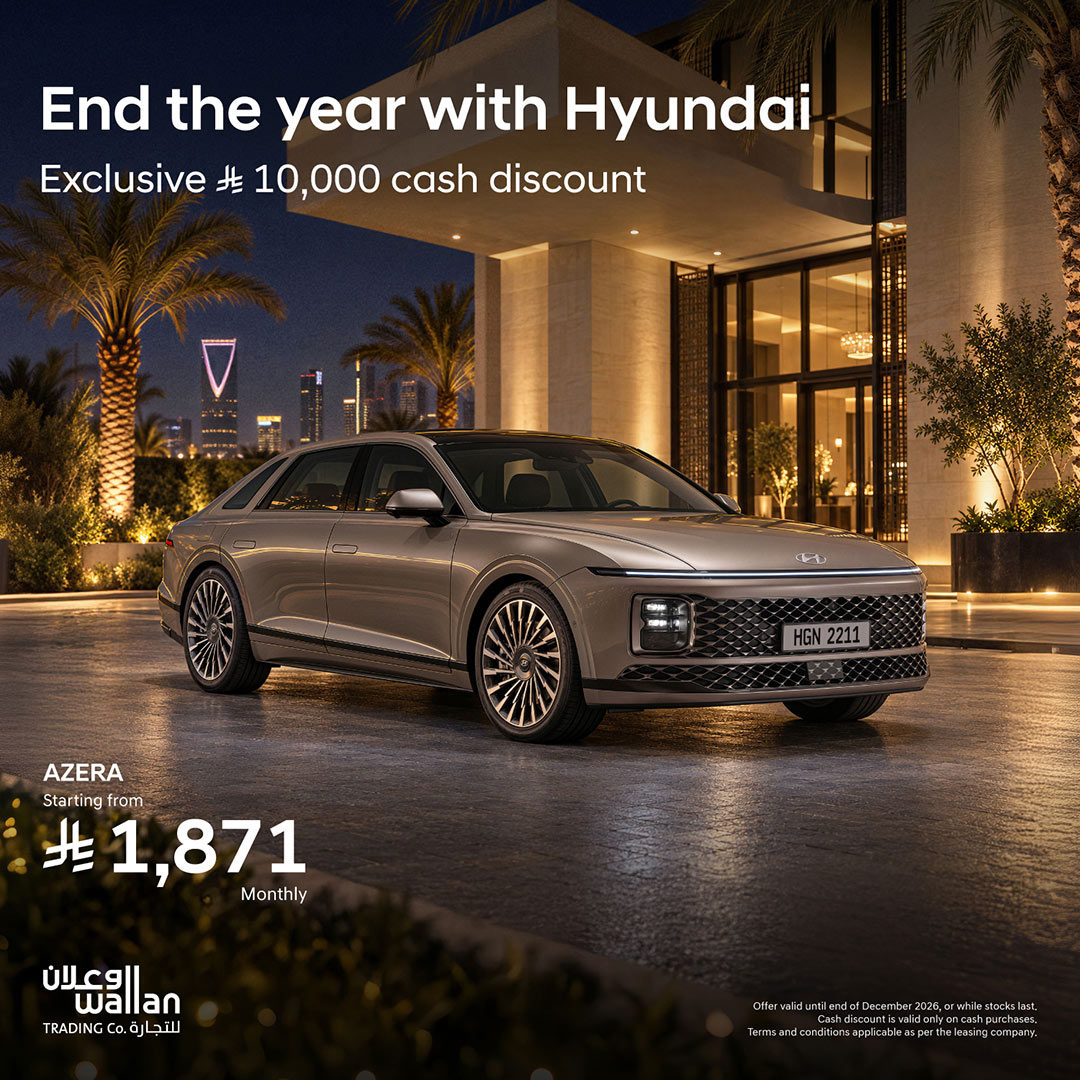 End the year with Hyundai
Exclusive ⃁ 10,000 cash discount
HGN 2211
AZERA
Starting from
⃁ 1,871
Monthly
الوعلان
wallan
TRADING Co. للتجارة
Offer valid until end of December 2026, or while stocks last.
Cash discount is valid only on cash purchases.
Terms and conditions applicable as per the leasing company.